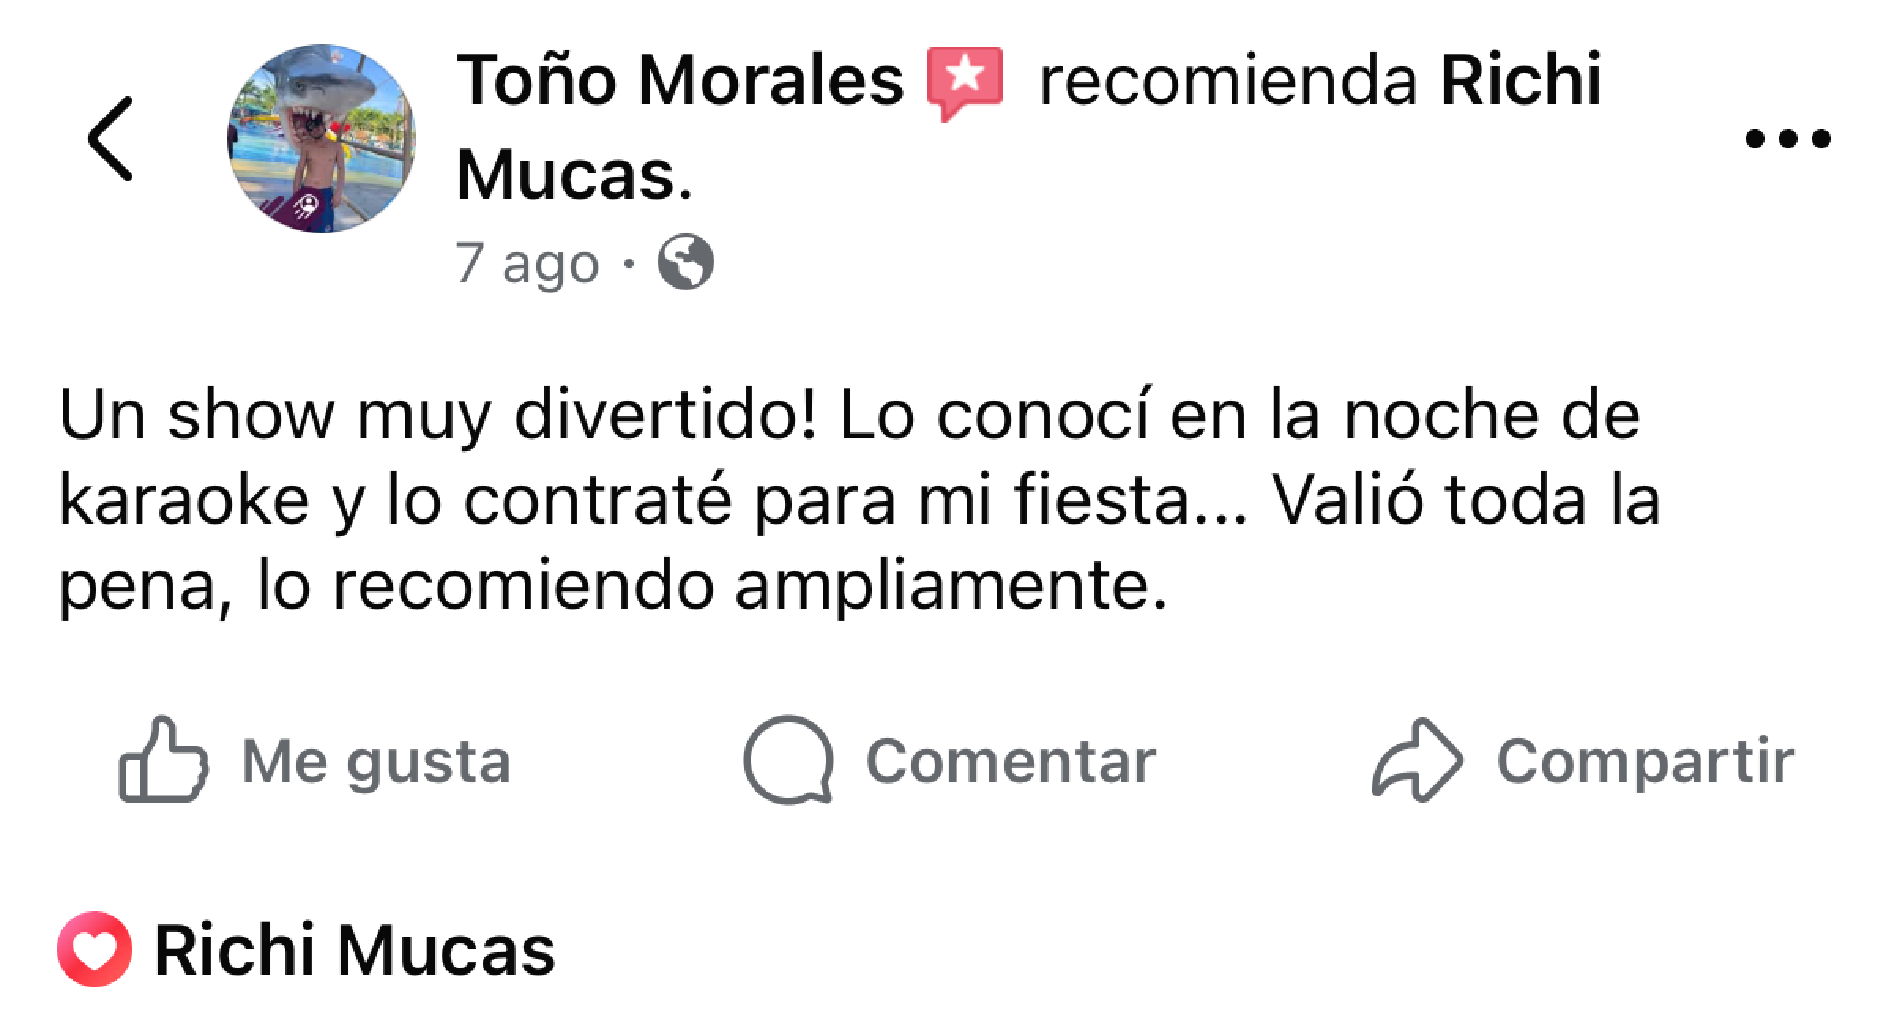 Toño Morales recomienda Richi
Mucas.
7 ago ·
Un show muy divertido! Lo conocí en la noche de
karaoke y lo contraté para mi fiesta... Valió toda la
pena, lo recomiendo ampliamente.
Me gusta
Comentar
Compartir
Richi Mucas